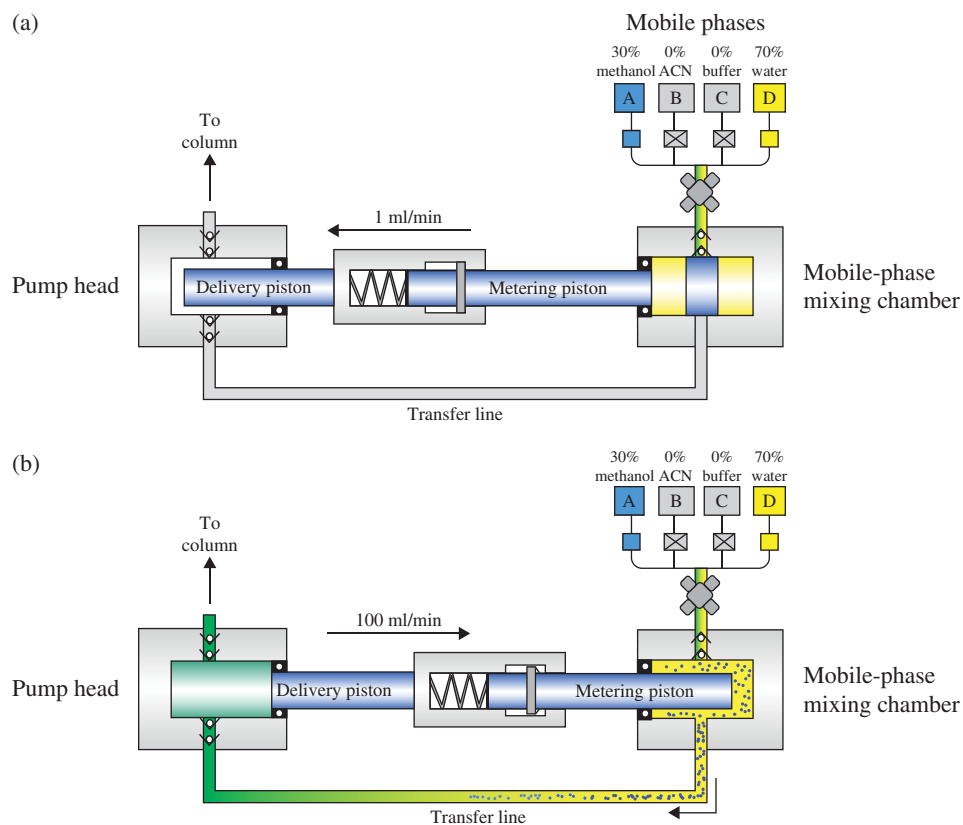 (a)
Mobile phases
30% 0% 0% 70%
methanol ACN buffer water
A B C D
To
column
1 ml/min
Pump head
Delivery piston
Metering piston
Mobile-phase
mixing chamber
Transfer line
(b)
30% 0% 0% 70%
methanol ACN buffer water
A B C D
To
column
100 ml/min
Pump head
Delivery piston
Metering piston
Mobile-phase
mixing chamber
Transfer line